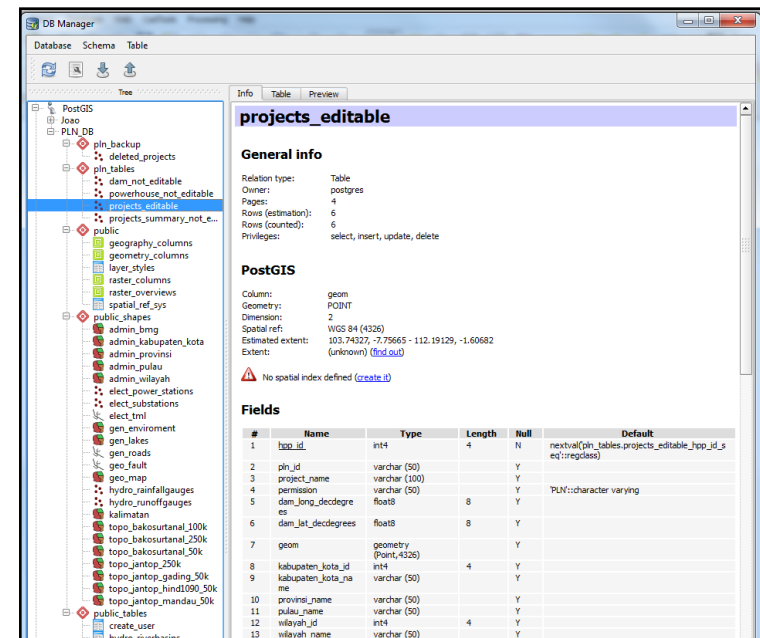 DB Manager
Database Schema Table
Tree
PostGIS
Joao
PLN_DB
pln_backup
deleted_projects
pln_tables
dam_not_editable
powerhouse_not_editable
projects_editable
projects_summary_not_e...
public
geography_columns
geometry_columns
layer_styles
raster_columns
raster_overviews
spatial_ref_sys
public_shapes
admin_bmg
admin_kabupaten_kota
admin_provinsi
admin_pulau
admin_wilayah
elect_power_stations
elect_substations
elect_tml
gen_enviroment
gen_lakes
gen_roads
geo_fault
geo_map
hydro_rainfallgauges
hydro_runoffgauges
kalimatan
topo_bakosurtanal_100k
topo_bakosurtanal_250k
topo_bakosurtanal_50k
topo_jantop_250k
topo_jantop_gading_50k
topo_jantop_hind1090_50k
topo_jantop_mandau_50k
public_tables
create_user
hydro_riverbasins
Info Table Preview
projects_editable
General info
Relation type: Table
Owner: postgres
Pages: 4
Rows (estimation): 6
Rows (counted): 6
Privileges: select, insert, update, delete
PostGIS
Column: geom
Geometry: POINT
Dimension: 2
Spatial ref: WGS 84 (4326)
Estimated extent: 103.74327, -7.75665 - 112.19129, -1.60682
Extent: (unknown) (find out)
No spatial index defined (create it)
Fields
# Name Type Length Null Default
1 hpp_id int4 4 N nextval('pln_tables.projects_editable_hpp_id_s
eq'::regclass)
2 pln_id varchar (50) Y
3 project_name varchar (100) Y
4 permission varchar (50) Y 'PLN'::character varying
5 dam_long_decdegre float8 8 Y
es
6 dam_lat_decdegrees float8 8 Y
7 geom geometry Y
(Point,4326)
8 kabupaten_kota_id int4 4 Y
9 kabupaten_kota_na varchar (50) Y
me
10 provinsi_name varchar (50) Y
11 pulau_name varchar (50) Y
12 wilayah_id int4 4 Y
13 wilayah_name varchar (50) Y